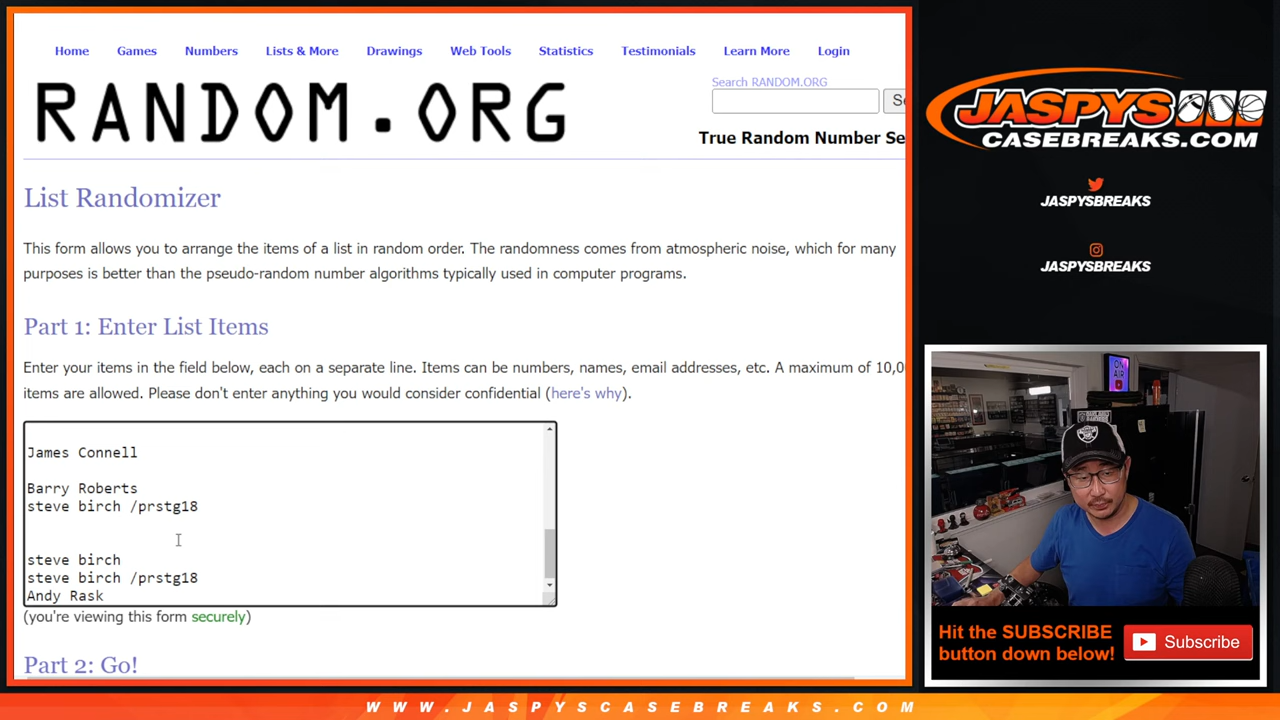 Home Games Numbers Lists & More Drawings Web Tools Statistics Testimonials Learn More Login
RANDOM.ORG
Search RANDOM.ORG
True Random Number Se
List Randomizer
This form allows you to arrange the items of a list in random order. The randomness comes from atmospheric noise, which for many
purposes is better than the pseudo-random number algorithms typically used in computer programs.
Part 1: Enter List Items
Enter your items in the field below, each on a separate line. Items can be numbers, names, email addresses, etc. A maximum of 10,0
items are allowed. Please don't enter anything you would consider confidential (here's why).
James Connell
Barry Roberts
steve birch /prstg18
steve birch
steve birch /prstg18
Andy Rask
(you're viewing this form securely)
Part 2: Go!
JASPYS
CASEBREAKS.COM
JASPYSBREAKS
JASPYSBREAKS
ON
AIR
Hit the SUBSCRIBE
button down below!
Subscribe
WWW.JASPYSCASEBREAKS.COM